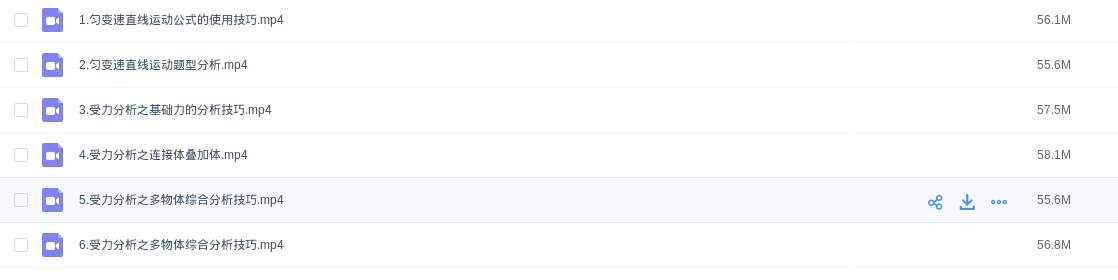 1.匀变速直线运动公式的使用技巧.mp4 56.1M
2.匀变速直线运动题型分析.mp4 55.6M
3.受力分析之基础力的分析技巧.mp4 57.5M
4.受力分析之连接体叠加体.mp4 58.1M
5.受力分析之多物体综合分析技巧.mp4 55.6M
6.受力分析之多物体综合分析技巧.mp4 56.8M